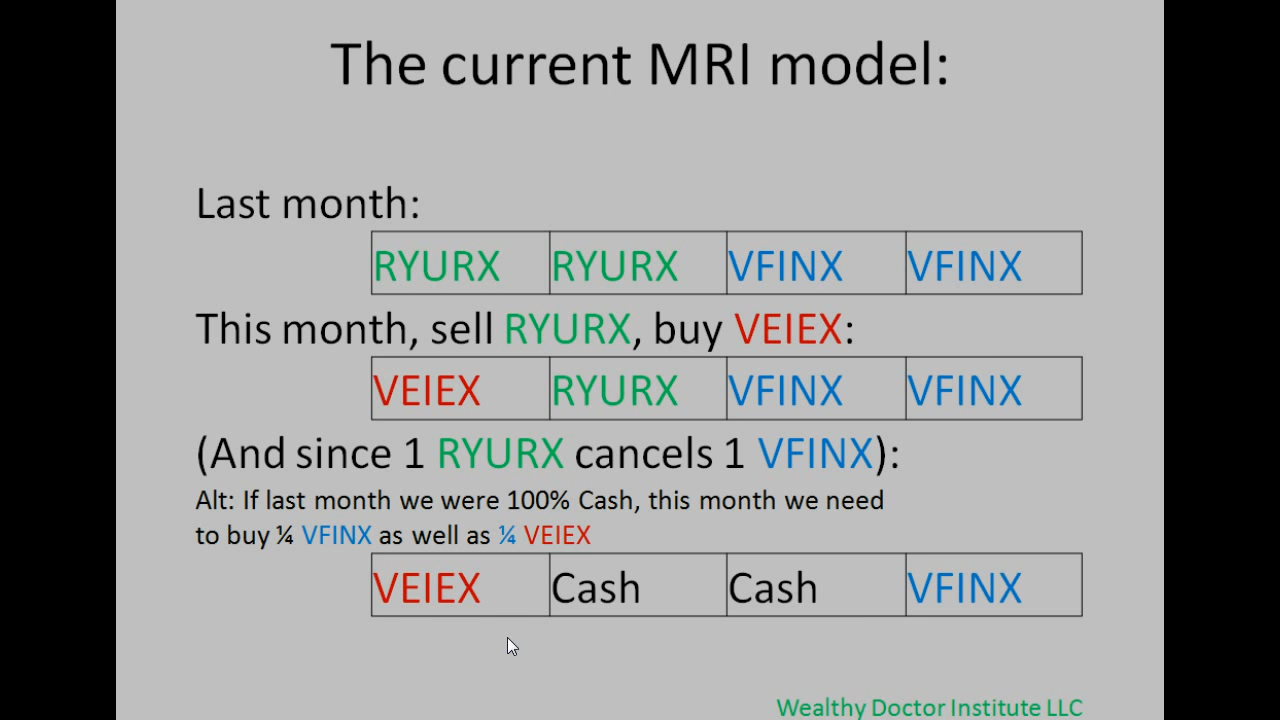 The current MRI model:
Last month:
RYURX RYURX VFINX VFINX
This month, sell RYURX, buy VEIEX:
VEIEX RYURX VFINX VFINX
(And since 1 RYURX cancels 1 VFINX):
Alt: If last month we were 100% Cash, this month we need
to buy ¼ VFINX as well as ¼ VEIEX
VEIEX Cash Cash VFINX
Wealthy Doctor Institute LLC